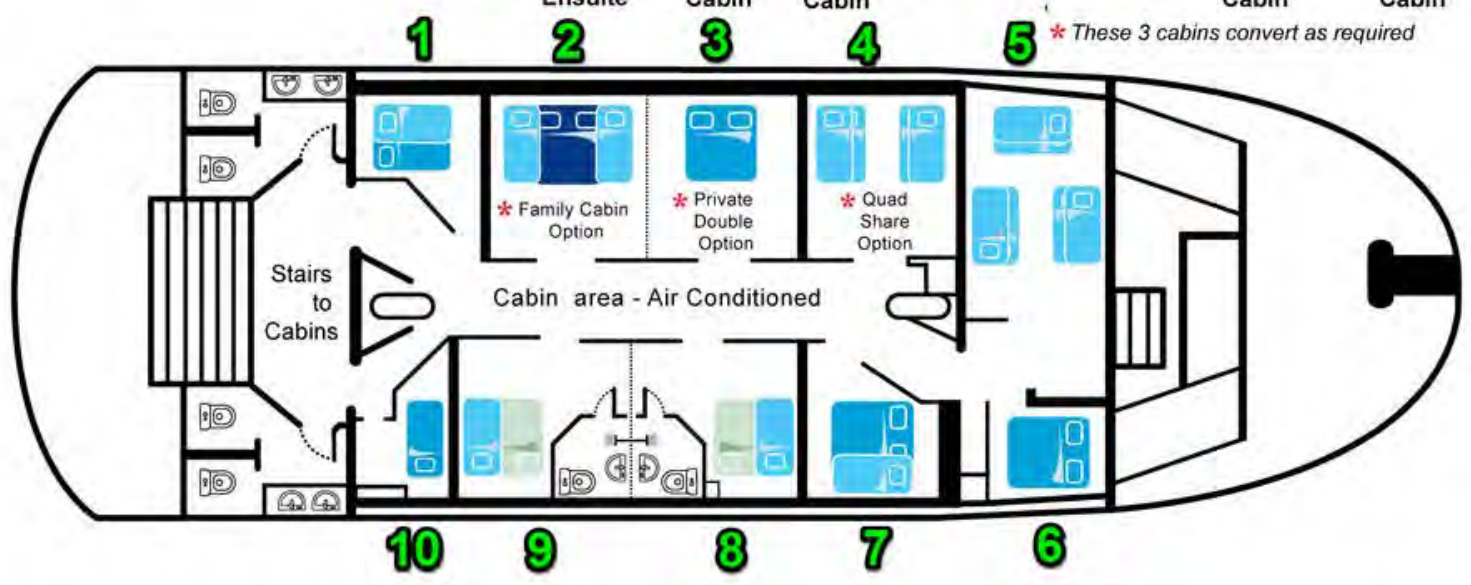 Ensuite Cabin Cabin Cabin Cabin
* These 3 cabins convert as required
1 2 3 4 5
* Family Cabin
Option
* Private
Double
Option
* Quad
Share
Option
Stairs
to
Cabins
Cabin area - Air Conditioned
10 9 8 7 6